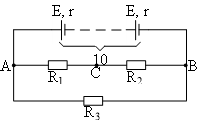 E, r E, r
10
A C B
R₁ R₂
R₃